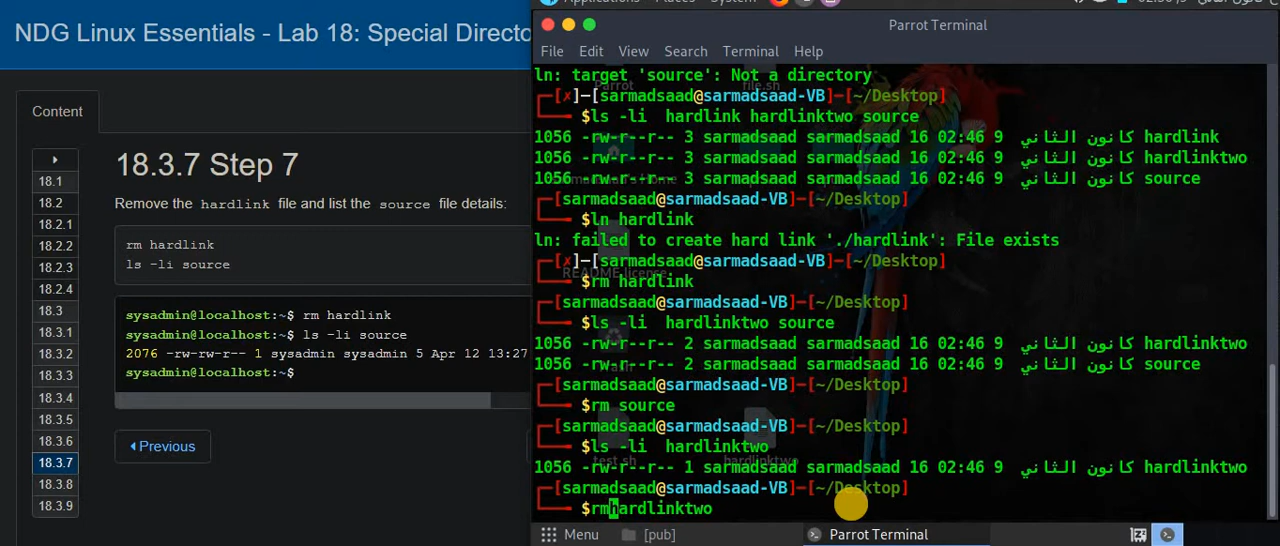 NDG Linux Essentials - Lab 18: Special Directo
Content
18.1
18.2
18.2.1
18.2.2
18.2.3
18.2.4
18.3
18.3.1
18.3.2
18.3.3
18.3.4
18.3.5
18.3.6
18.3.7
18.3.8
18.3.9
18.3.7 Step 7
Remove the hardlink file and list the source file details:
rm hardlink
ls -li source
sysadmin@localhost:~$ rm hardlink
sysadmin@localhost:~$ ls -li source
2076 -rw-rw-r-- 1 sysadmin sysadmin 5 Apr 12 13:27
sysadmin@localhost:~$
Previous
Applications Places System
Parrot Terminal
File Edit View Search Terminal Help
ln: target 'source': Not a directory
┌─[✗]─[sarmadsaad@sarmadsaad-VB]─[~/Desktop]
└──╼ $ls -li  hardlink hardlinktwo source
1056 -rw-r--r-- 3 sarmadsaad sarmadsaad 16 02:46 9 كانون الثاني hardlink
1056 -rw-r--r-- 3 sarmadsaad sarmadsaad 16 02:46 9 كانون الثاني hardlinktwo
1056 -rw-r--r-- 3 sarmadsaad sarmadsaad 16 02:46 9 كانون الثاني source
┌─[sarmadsaad@sarmadsaad-VB]─[~/Desktop]
└──╼ $ln hardlink
ln: failed to create hard link './hardlink': File exists
┌─[✗]─[sarmadsaad@sarmadsaad-VB]─[~/Desktop]
└──╼ $rm hardlink
┌─[sarmadsaad@sarmadsaad-VB]─[~/Desktop]
└──╼ $ls -li  hardlinktwo source
1056 -rw-r--r-- 2 sarmadsaad sarmadsaad 16 02:46 9 كانون الثاني hardlinktwo
1056 -rw-r--r-- 2 sarmadsaad sarmadsaad 16 02:46 9 كانون الثاني source
┌─[sarmadsaad@sarmadsaad-VB]─[~/Desktop]
└──╼ $rm source
┌─[sarmadsaad@sarmadsaad-VB]─[~/Desktop]
└──╼ $ls -li  hardlinktwo
1056 -rw-r--r-- 1 sarmadsaad sarmadsaad 16 02:46 9 كانون الثاني hardlinktwo
┌─[sarmadsaad@sarmadsaad-VB]─[~/Desktop]
└──╼ $rmhardlinktwo
Parrot
file.sh
README.license
test.sh
hardlinktwo
Menu
[pub]
Parrot Terminal